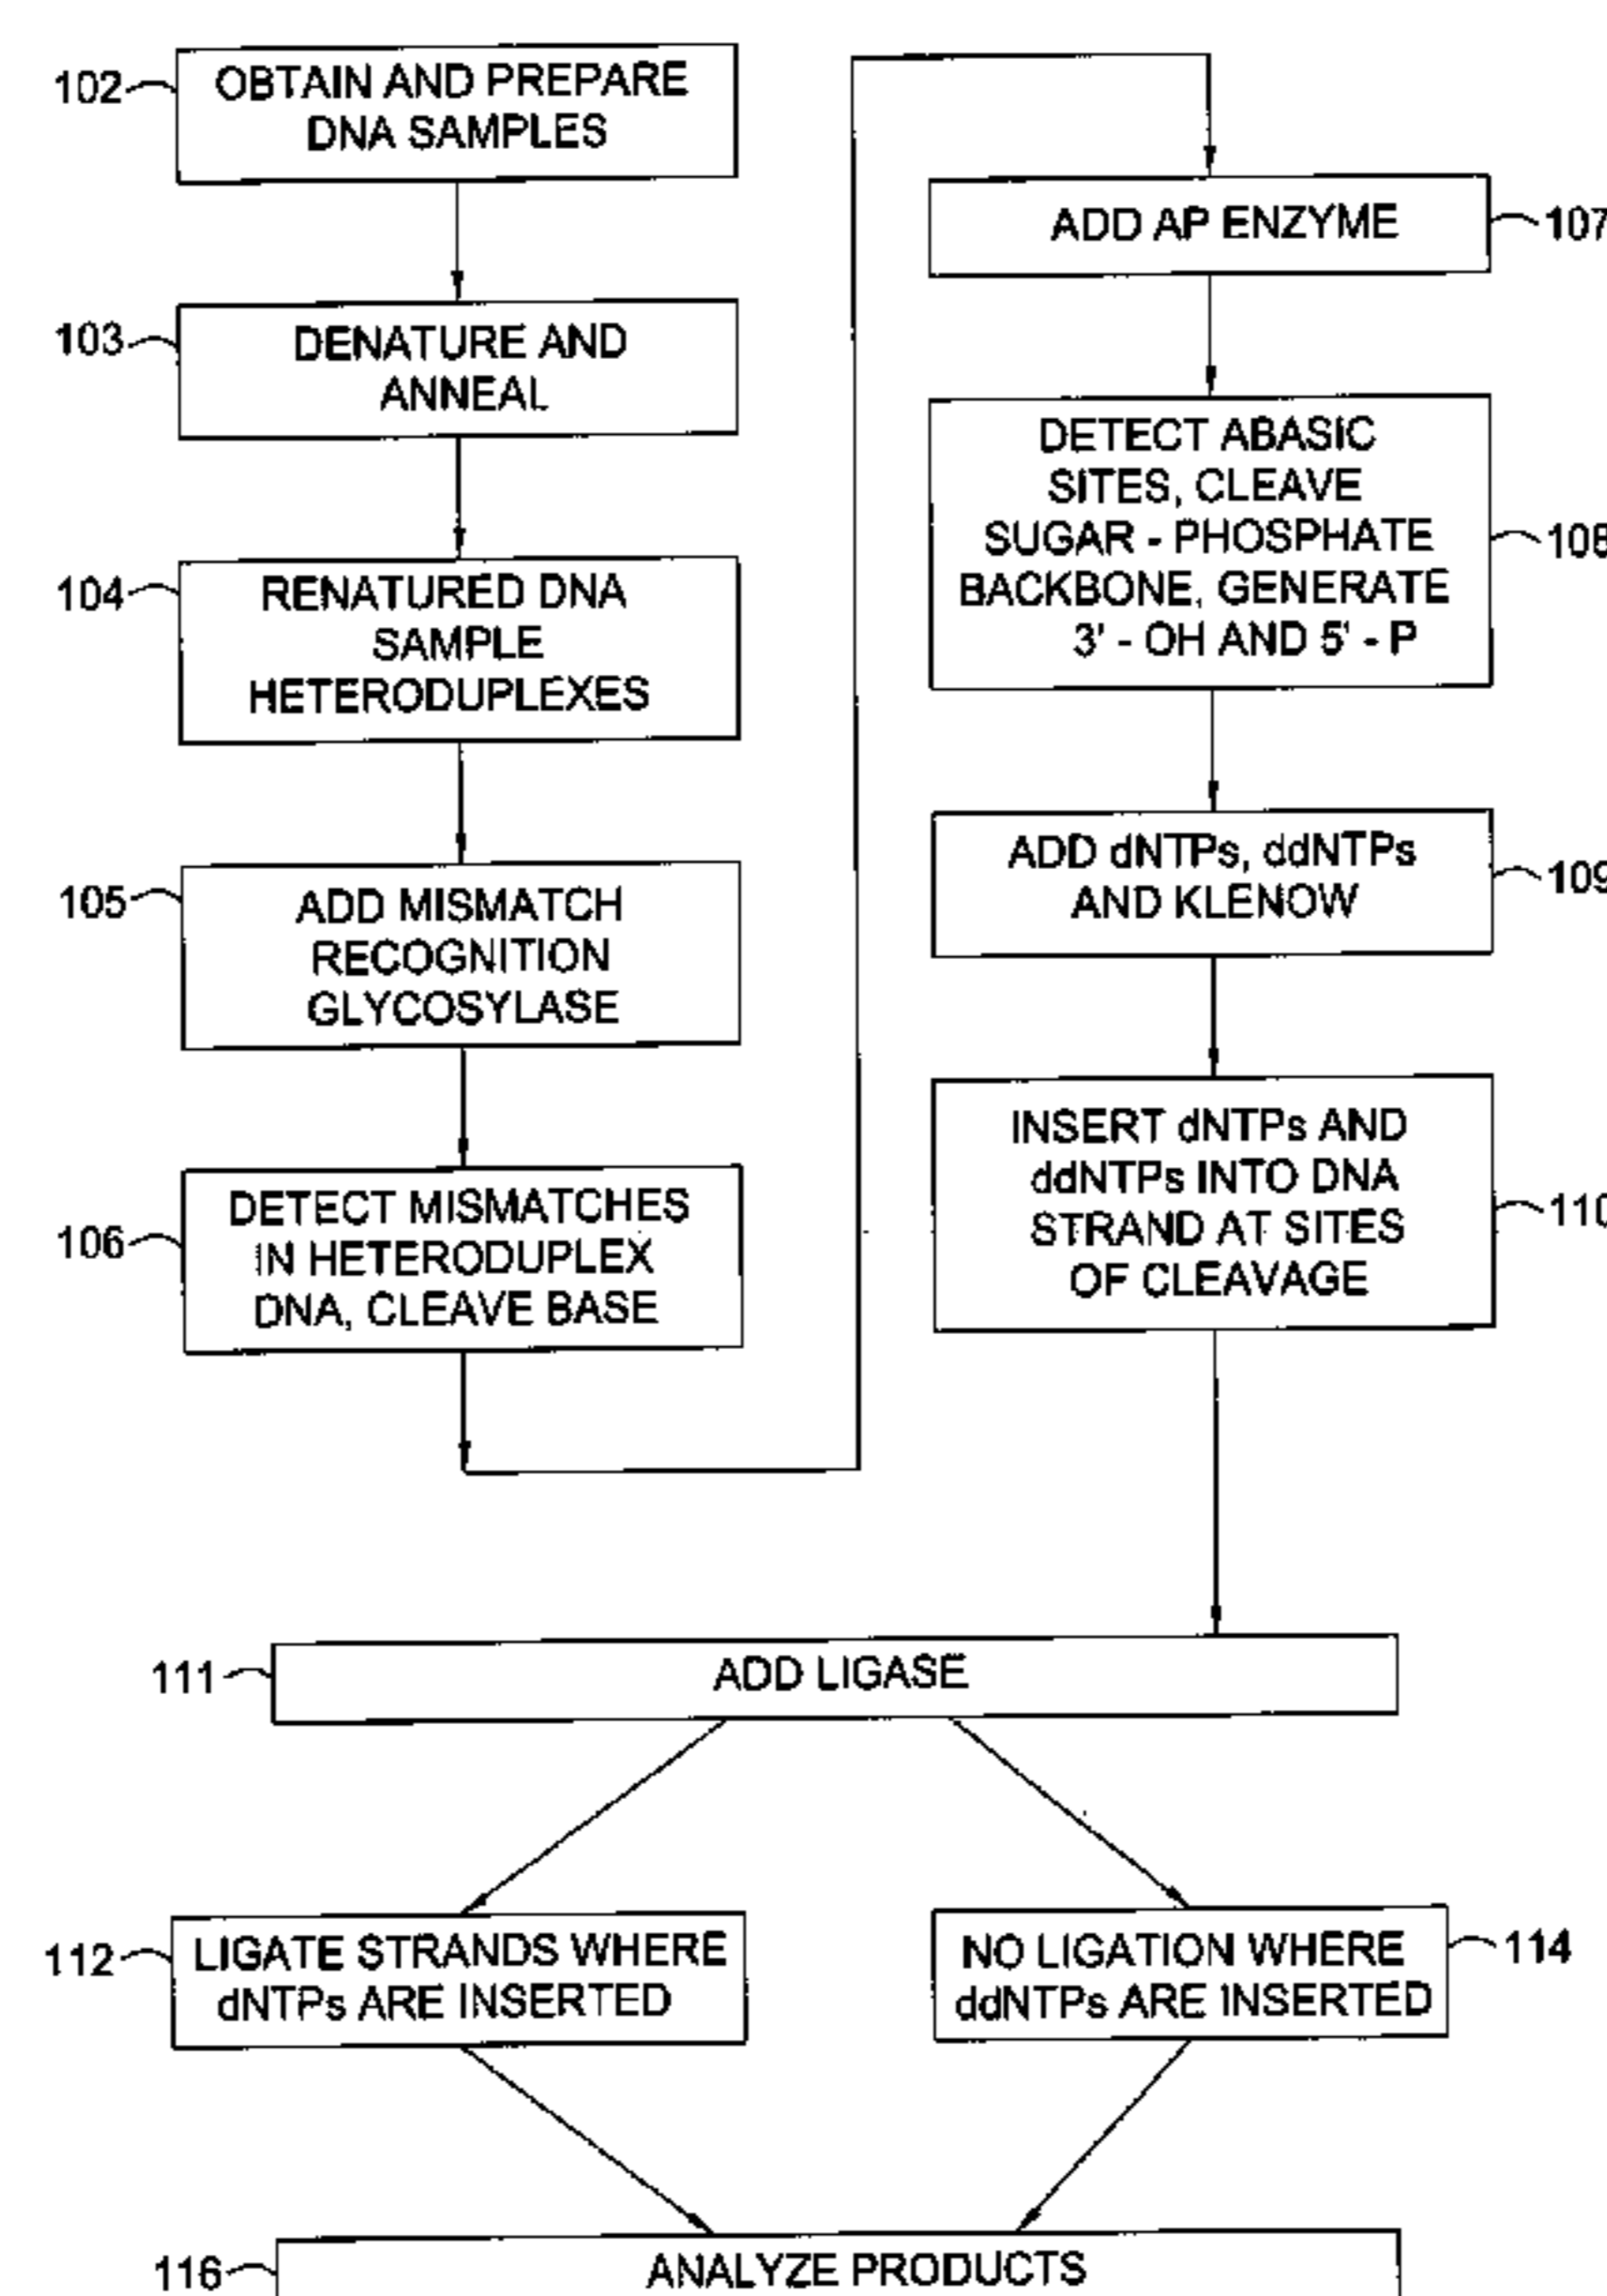 102
OBTAIN AND PREPARE
DNA SAMPLES
103
DENATURE AND
ANNEAL
104
RENATURED DNA
SAMPLE
HETERODUPLEXES
105
ADD MISMATCH
RECOGNITION
GLYCOSYLASE
106
DETECT MISMATCHES
IN HETERODUPLEX
DNA, CLEAVE BASE
ADD AP ENZYME
107
DETECT ABASIC
SITES, CLEAVE
SUGAR - PHOSPHATE
BACKBONE, GENERATE
3' - OH AND 5' - P
108
ADD dNTPs, ddNTPs
AND KLENOW
109
INSERT dNTPs AND
ddNTPs INTO DNA
STRAND AT SITES
OF CLEAVAGE
110
111
ADD LIGASE
112
LIGATE STRANDS WHERE
dNTPs ARE INSERTED
NO LIGATION WHERE
ddNTPs ARE INSERTED
114
116
ANALYZE PRODUCTS